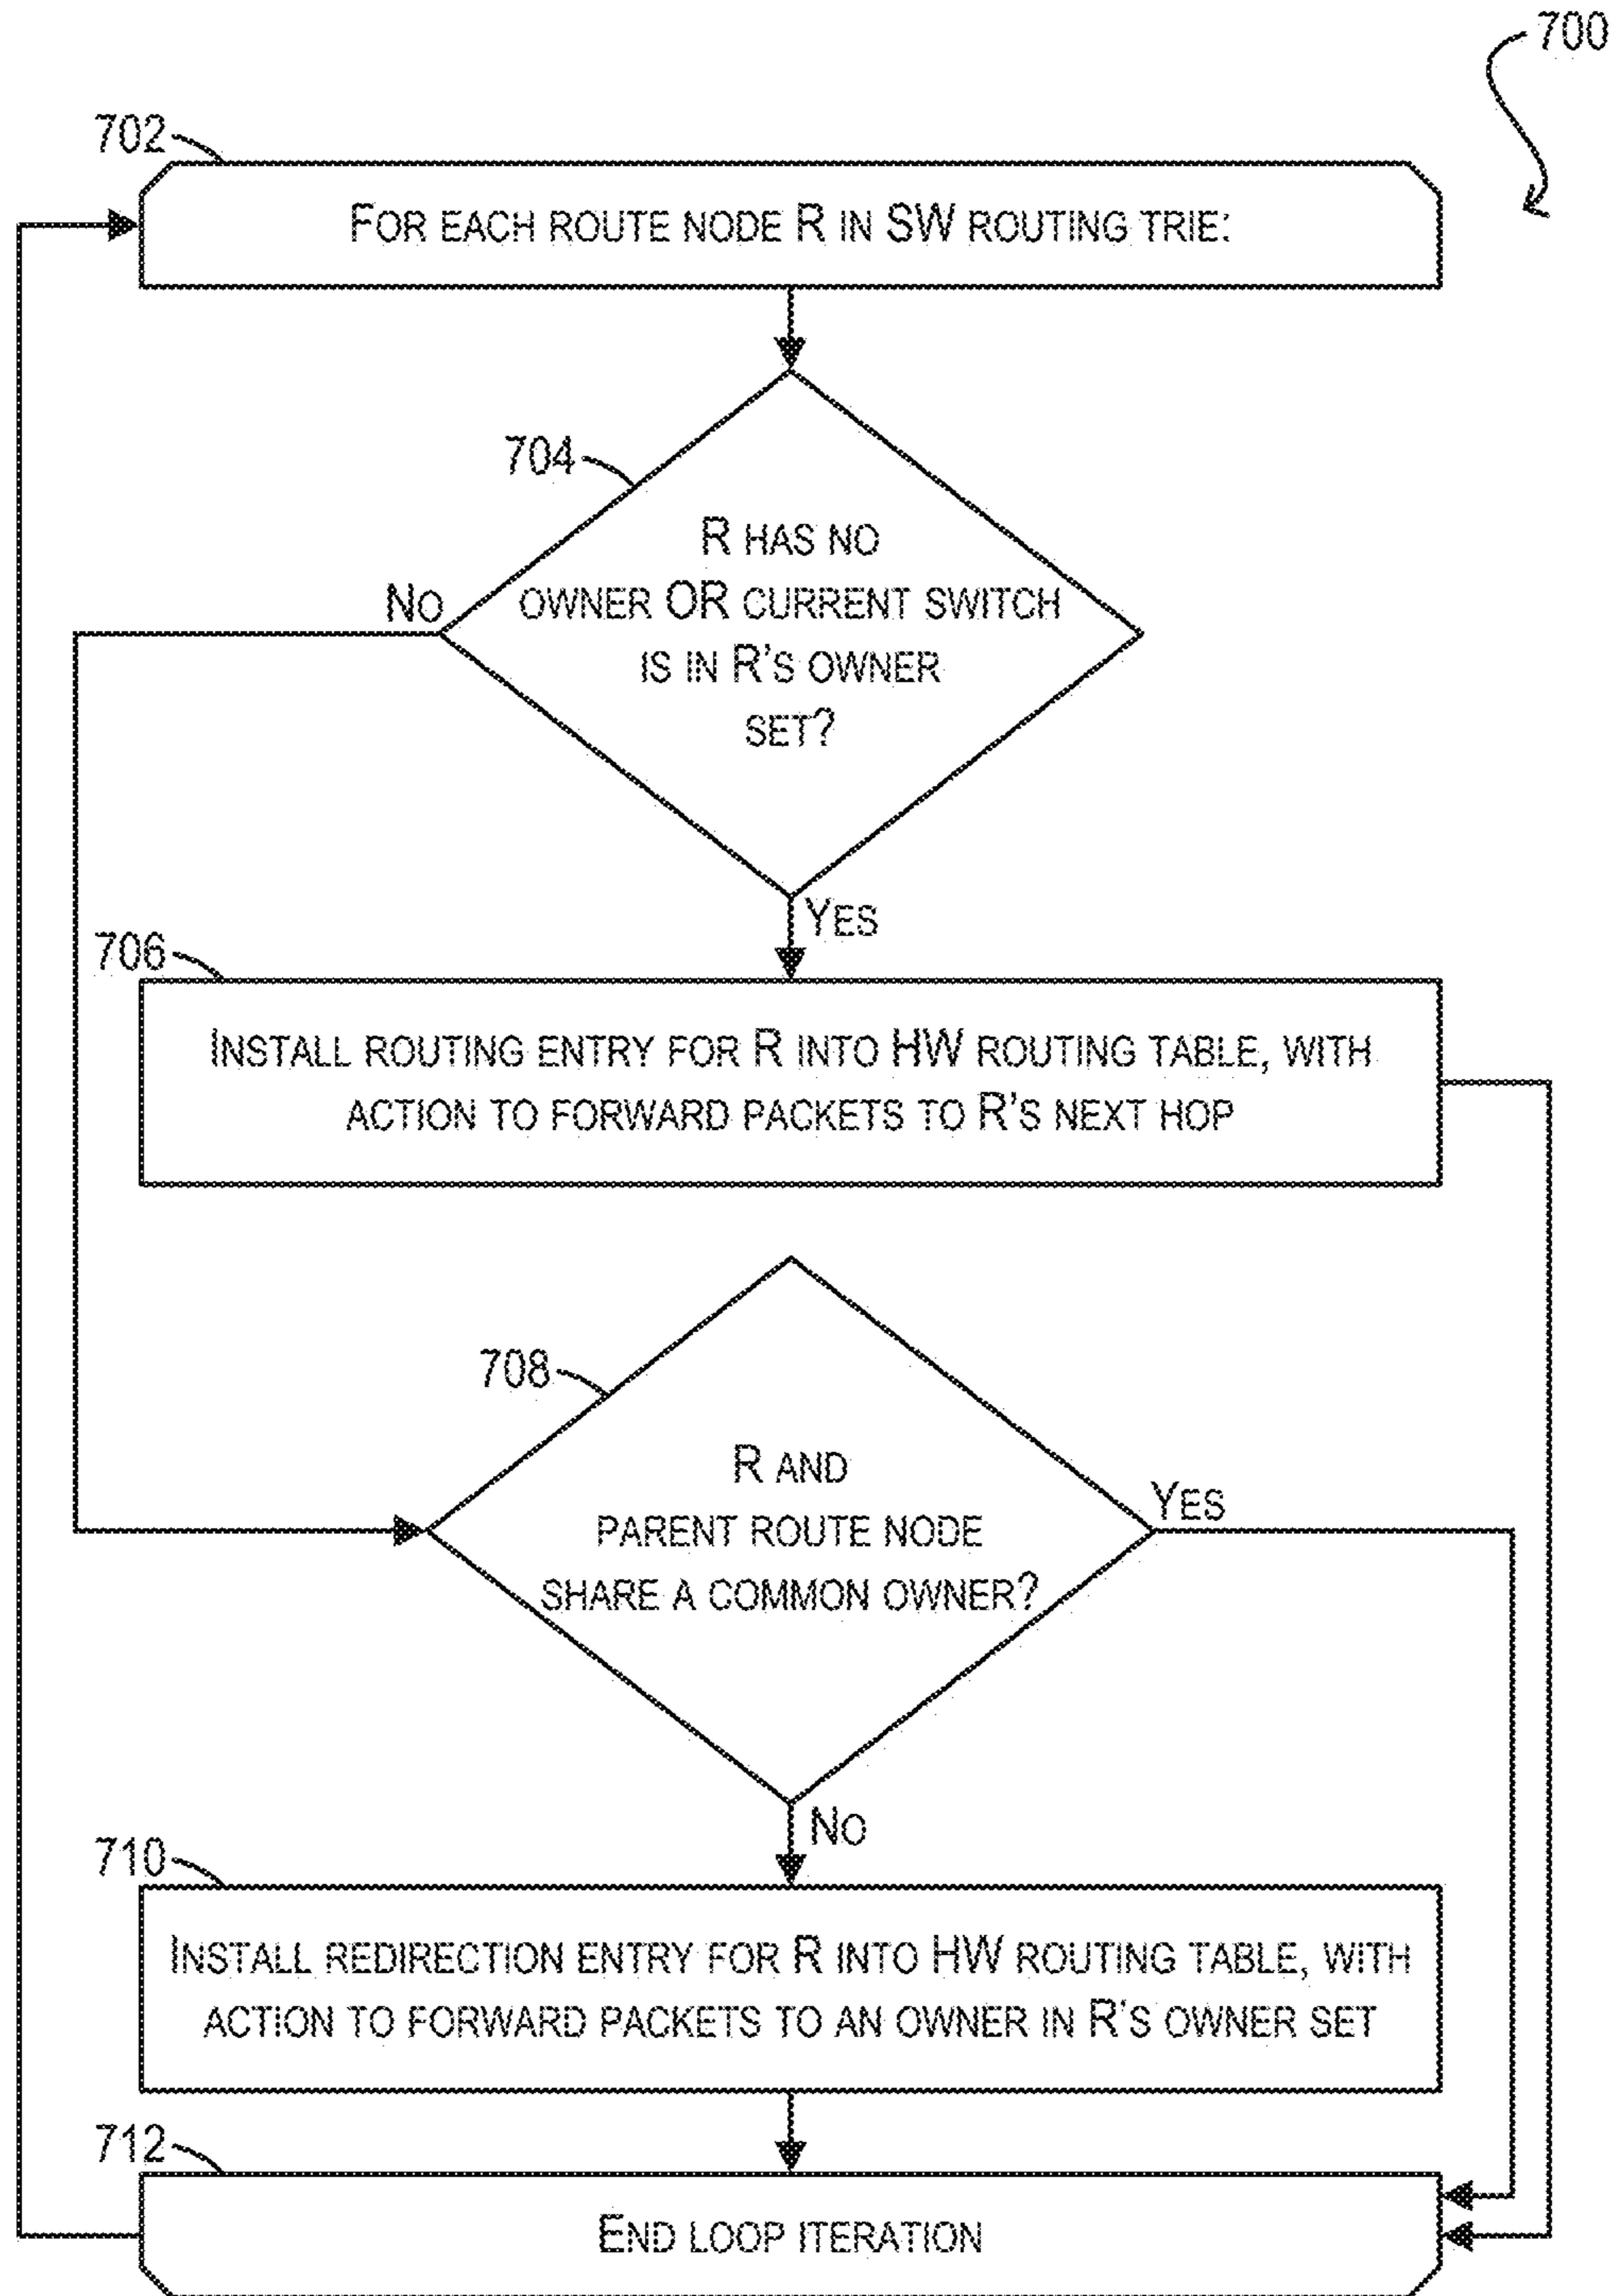 700
702
FOR EACH ROUTE NODE R IN SW ROUTING TRIE:
704
R HAS NO
OWNER OR CURRENT SWITCH
IS IN R'S OWNER
SET?
NO
YES
706
INSTALL ROUTING ENTRY FOR R INTO HW ROUTING TABLE, WITH
ACTION TO FORWARD PACKETS TO R'S NEXT HOP
708
R AND
PARENT ROUTE NODE
SHARE A COMMON OWNER?
YES
NO
710
INSTALL REDIRECTION ENTRY FOR R INTO HW ROUTING TABLE, WITH
ACTION TO FORWARD PACKETS TO AN OWNER IN R'S OWNER SET
712
END LOOP ITERATION